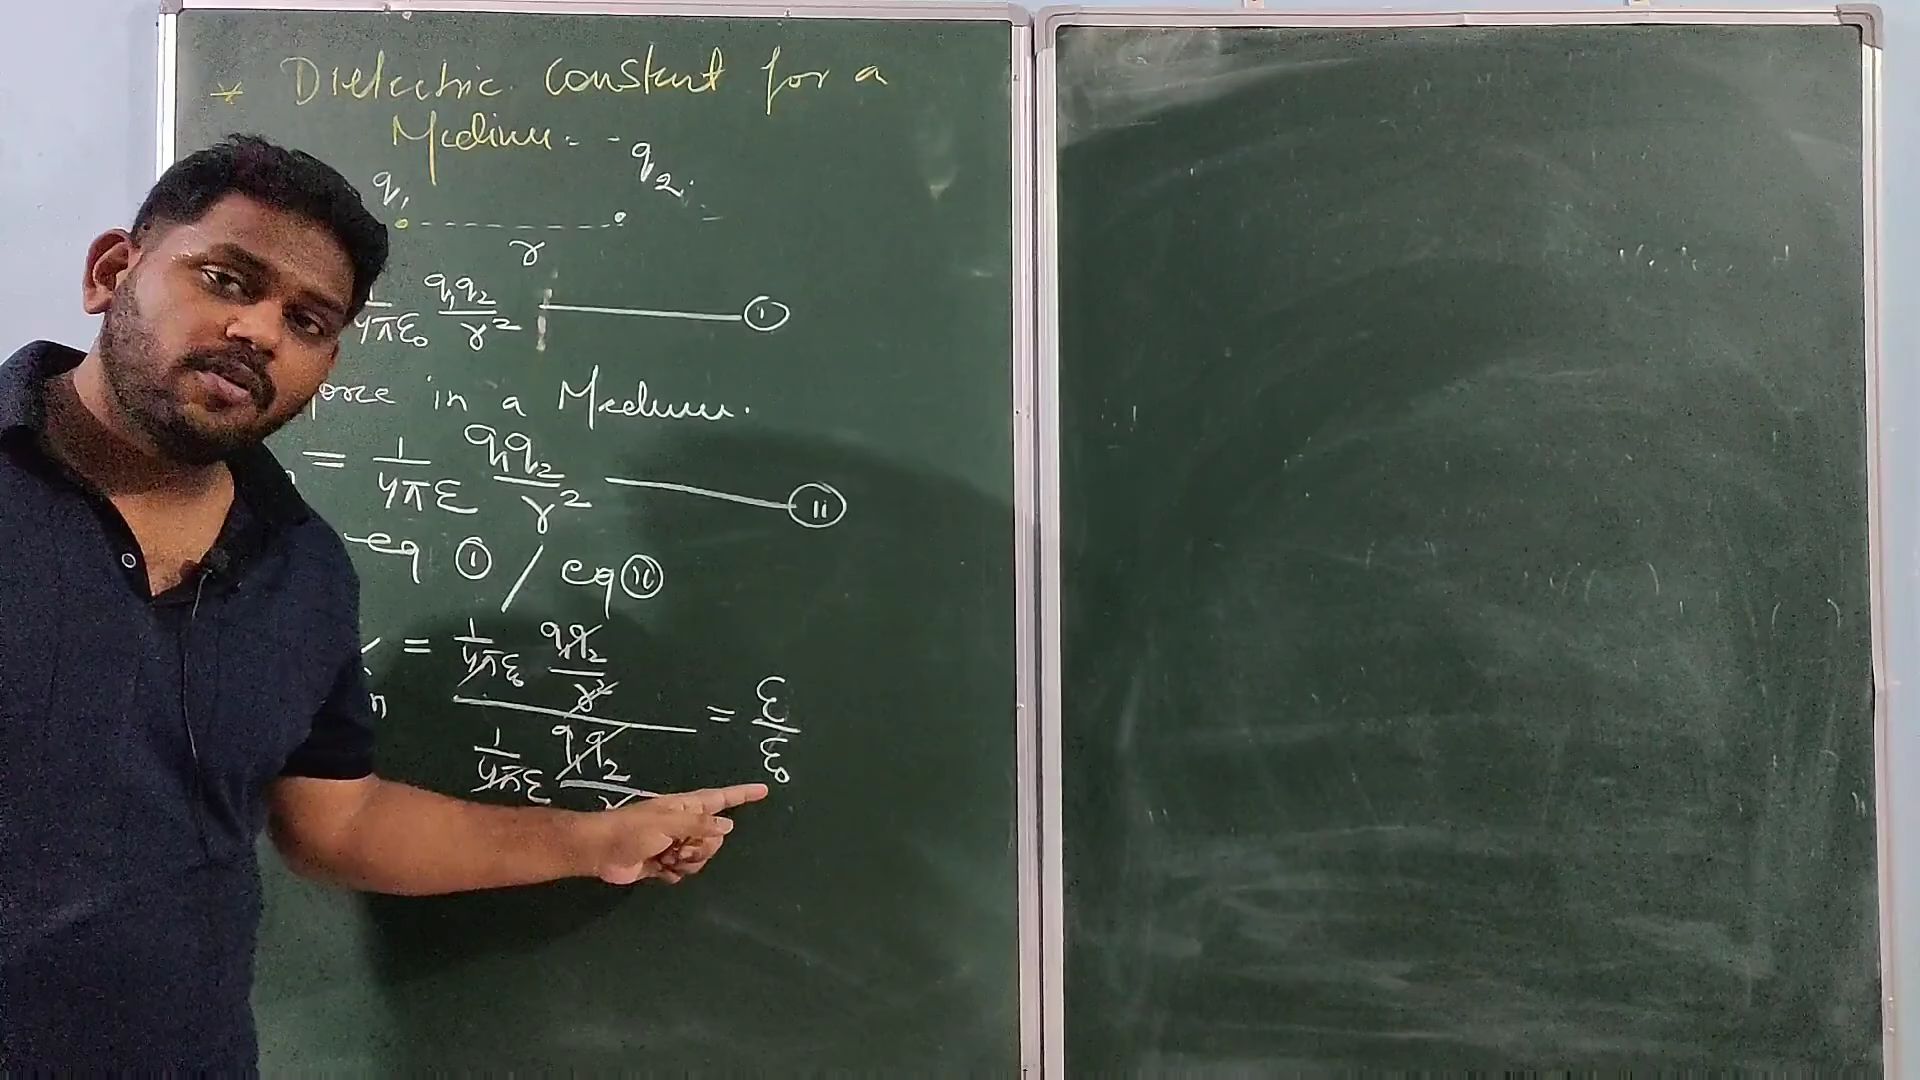 * Dielectric constant for a
Medium. -
q₁ q₂
r
1/4πε₀ q₁q₂/r² ——— (i)
force in a Medium.
= 1/4πε q₁q₂/r² ——— (ii)
eq (i) / eq (ii)
= (1/4πε₀ q₁q₂/r²) / (1/4πε q₁q₂/r²) = ε/ε₀